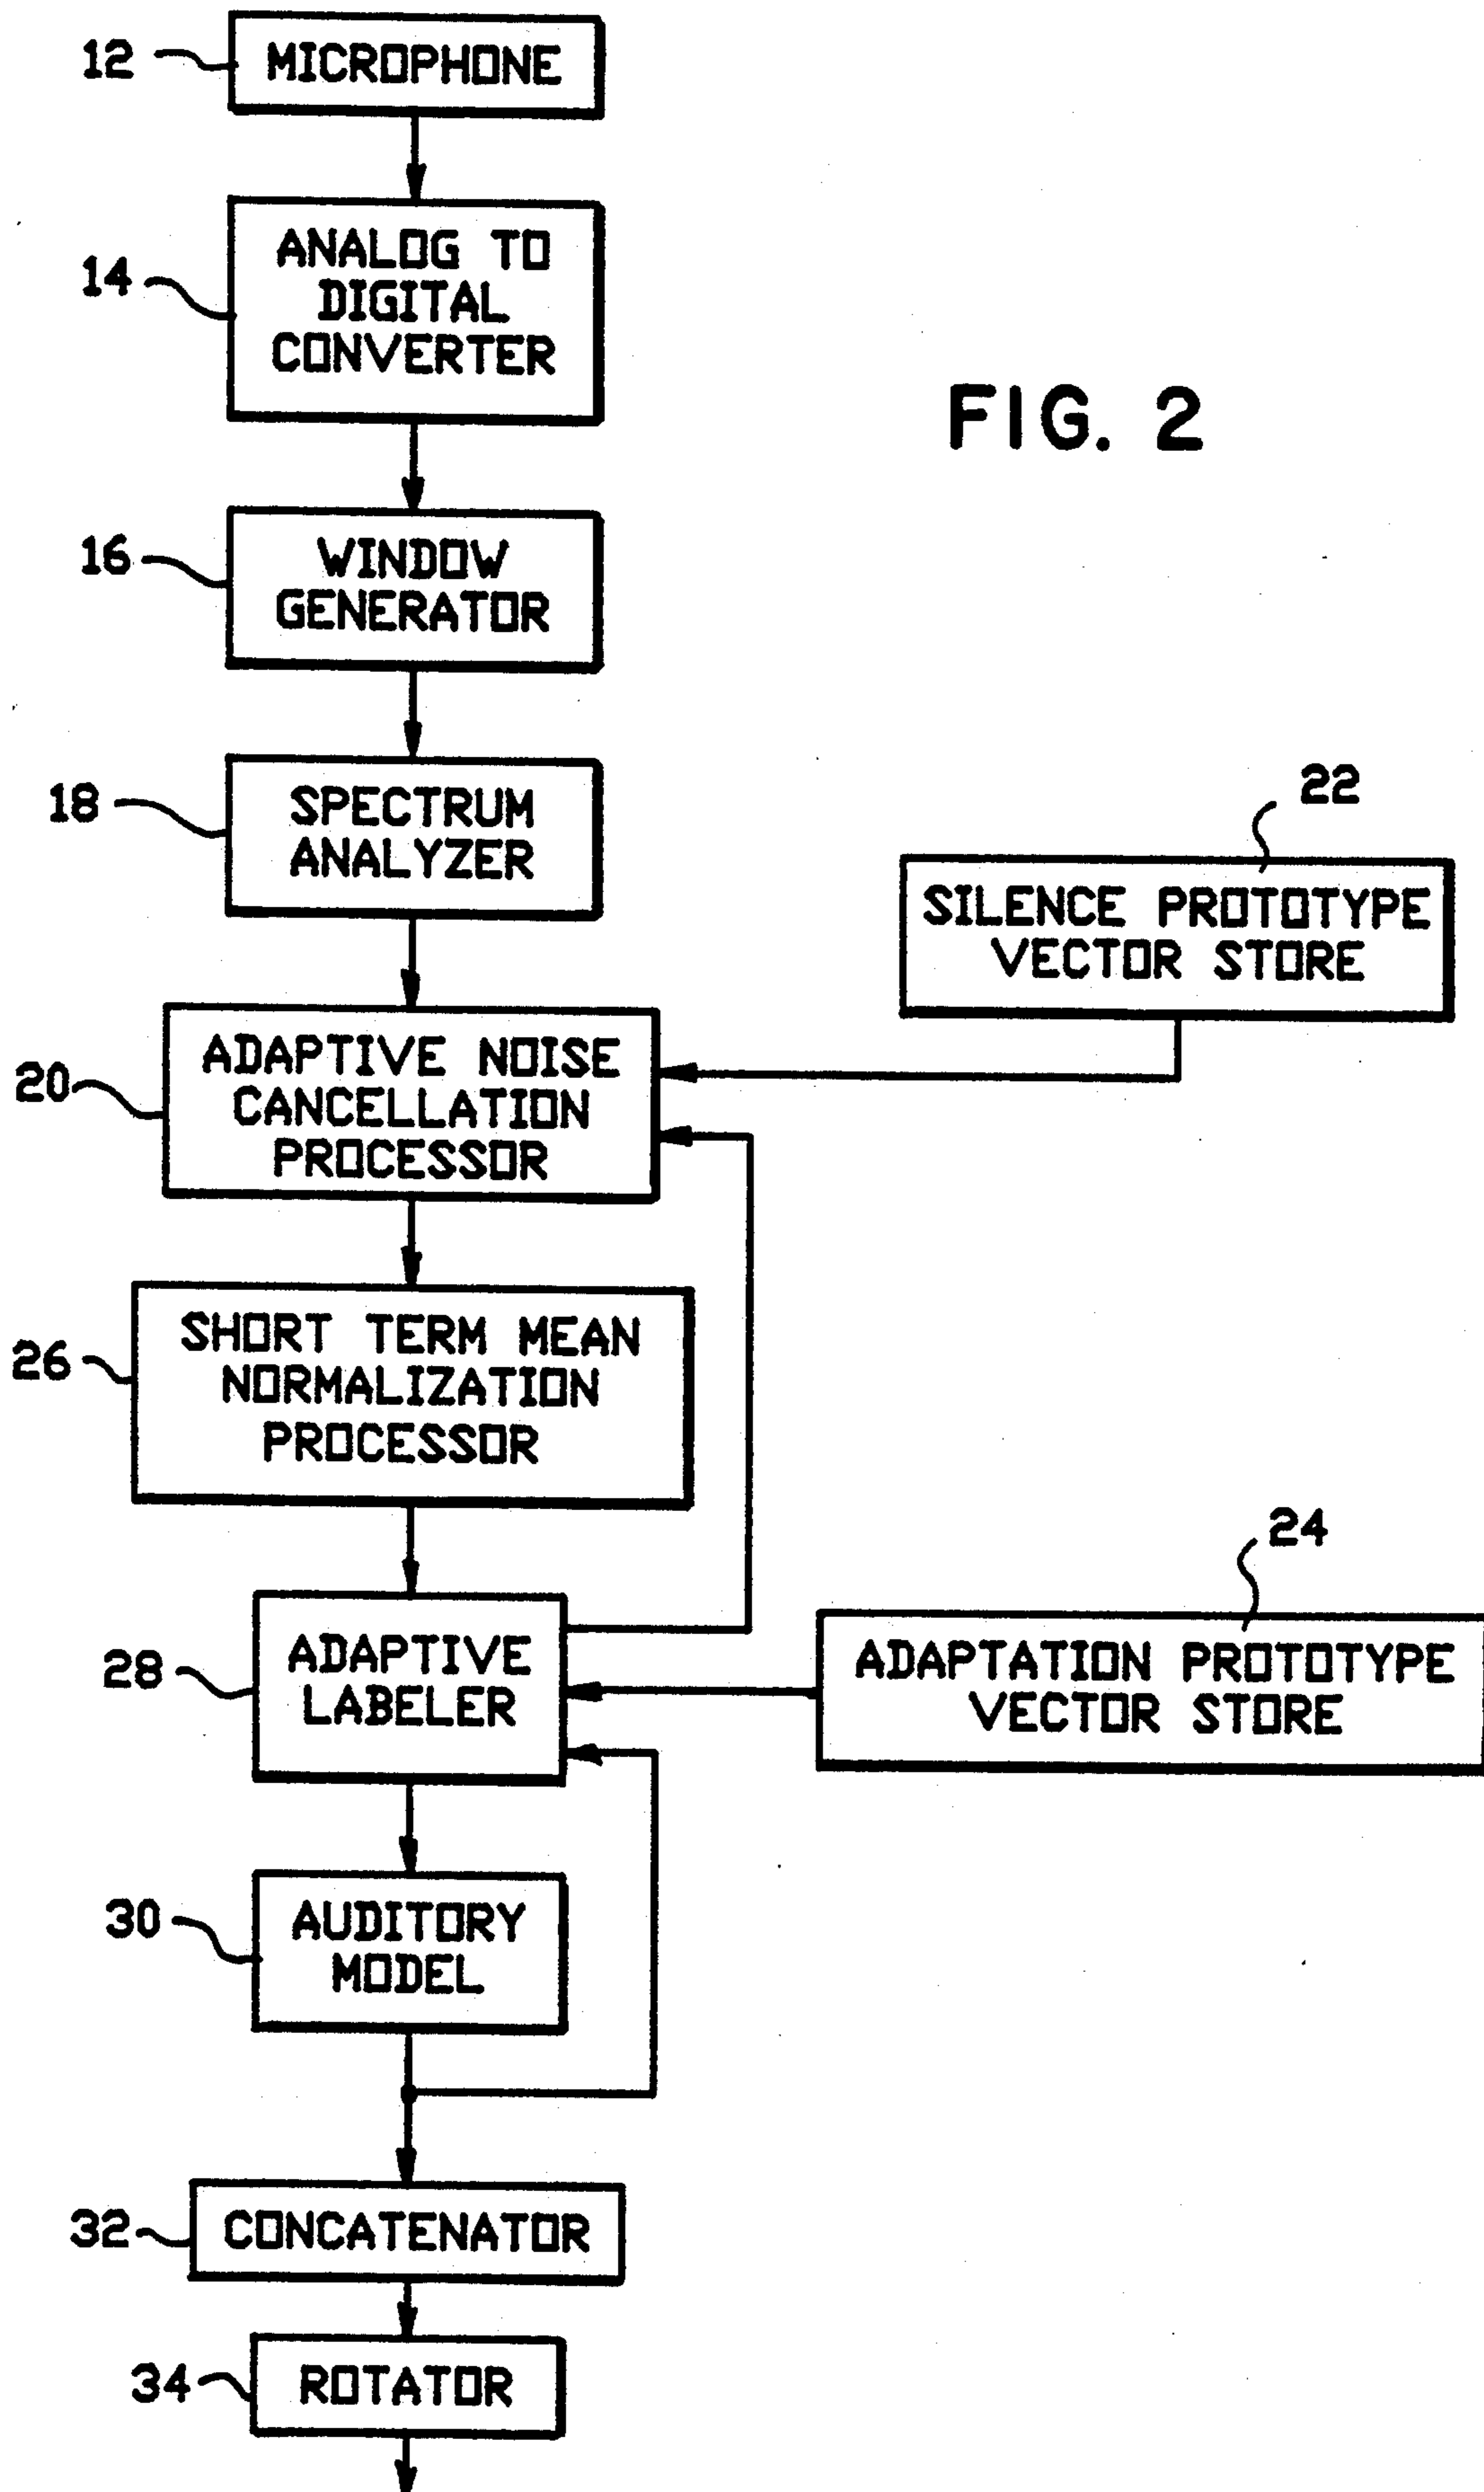 12
MICROPHONE
14
ANALOG TO
DIGITAL
CONVERTER
FIG. 2
16
WINDOW
GENERATOR
18
SPECTRUM
ANALYZER
22
SILENCE PROTOTYPE
VECTOR STORE
20
ADAPTIVE NOISE
CANCELLATION
PROCESSOR
26
SHORT TERM MEAN
NORMALIZATION
PROCESSOR
24
ADAPTATION PROTOTYPE
VECTOR STORE
28
ADAPTIVE
LABELER
30
AUDITORY
MODEL
32
CONCATENATOR
34
ROTATOR